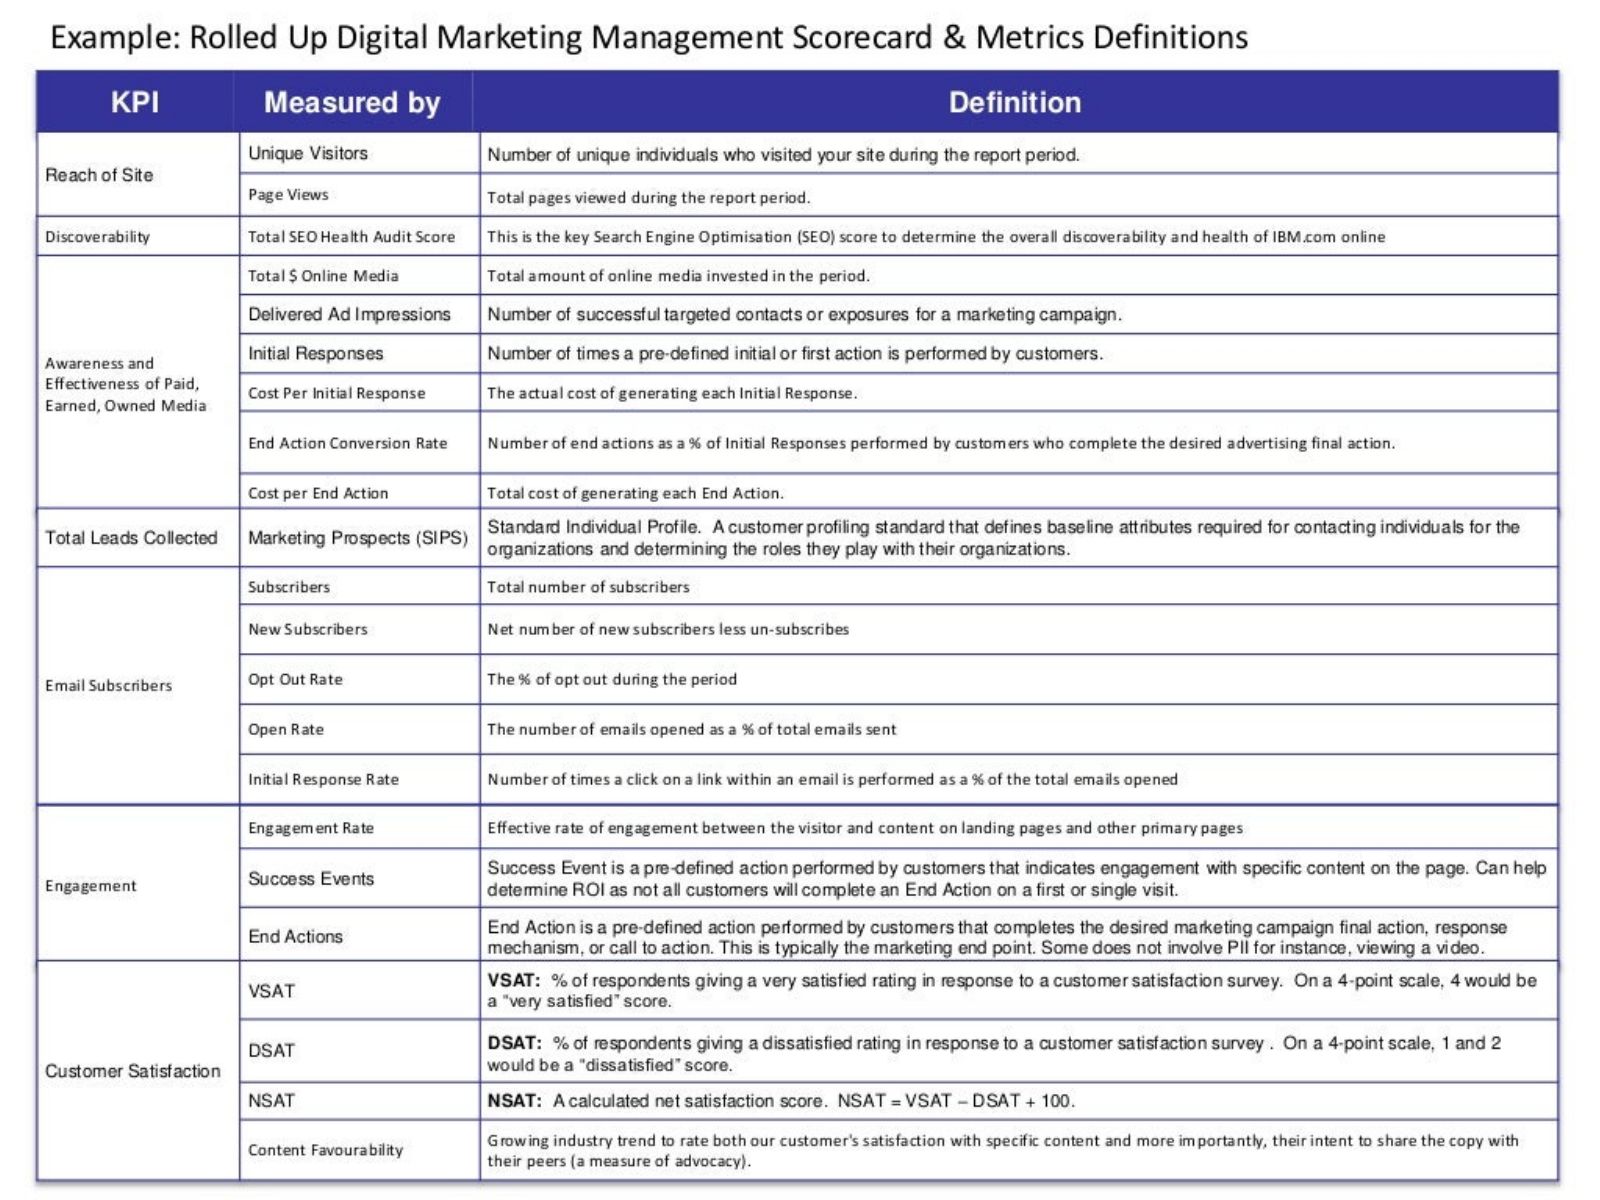 Example: Rolled Up Digital Marketing Management Scorecard & Metrics Definitions
KPI
Measured by
Definition
Reach of Site
Unique Visitors
Number of unique individuals who visited your site during the report period.
Page Views
Total pages viewed during the report period.
Discoverability
Total SEO Health Audit Score
This is the key Search Engine Optimisation (SEO) score to determine the overall discoverability and health of IBM.com online
Awareness and
Effectiveness of Paid,
Earned, Owned Media
Total $ Online Media
Total amount of online media invested in the period.
Delivered Ad Impressions
Number of successful targeted contacts or exposures for a marketing campaign.
Initial Responses
Number of times a pre-defined initial or first action is performed by customers.
Cost Per Initial Response
The actual cost of generating each Initial Response.
End Action Conversion Rate
Number of end actions as a % of Initial Responses performed by customers who complete the desired advertising final action.
Cost per End Action
Total cost of generating each End Action.
Total Leads Collected
Marketing Prospects (SIPS)
Standard Individual Profile. A customer profiling standard that defines baseline attributes required for contacting individuals for the
organizations and determining the roles they play with their organizations.
Email Subscribers
Subscribers
Total number of subscribers
New Subscribers
Net number of new subscribers less un-subscribes
Opt Out Rate
The % of opt out during the period
Open Rate
The number of emails opened as a % of total emails sent
Initial Response Rate
Number of times a click on a link within an email is performed as a % of the total emails opened
Engagement
Engagement Rate
Effective rate of engagement between the visitor and content on landing pages and other primary pages
Success Events
Success Event is a pre-defined action performed by customers that indicates engagement with specific content on the page. Can help
determine ROI as not all customers will complete an End Action on a first or single visit.
End Actions
End Action is a pre-defined action performed by customers that completes the desired marketing campaign final action, response
mechanism, or call to action. This is typically the marketing end point. Some does not involve PII for instance, viewing a video.
Customer Satisfaction
VSAT
VSAT: % of respondents giving a very satisfied rating in response to a customer satisfaction survey. On a 4-point scale, 4 would be
a “very satisfied” score.
DSAT
DSAT: % of respondents giving a dissatisfied rating in response to a customer satisfaction survey . On a 4-point scale, 1 and 2
would be a “dissatisfied” score.
NSAT
NSAT: A calculated net satisfaction score. NSAT = VSAT – DSAT + 100.
Content Favourability
Growing industry trend to rate both our customer's satisfaction with specific content and more importantly, their intent to share the copy with
their peers (a measure of advocacy).